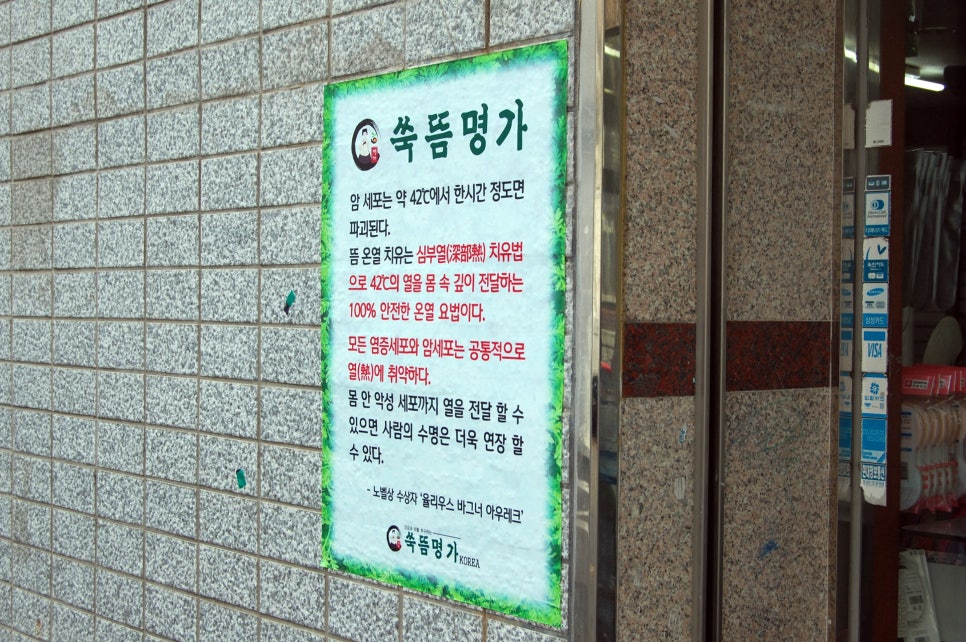 쑥뜸명가
암 세포는 약 42℃에서 한시간 정도면
파괴된다.
뜸 온열 치유는 심부열(深部熱) 치유법
으로 42℃의 열을 몸 속 깊이 전달하는
100% 안전한 온열 요법이다.
모든 염증세포와 암세포는 공통적으로
열(熱)에 취약하다.
몸 안 악성 세포까지 열을 전달 할 수
있으면 사람의 수명은 더욱 연장 할
수 있다.
- 노벨상 수상자 ‘율리우스 바그너 야우레크’
쑥뜸명가 KOREA
삼성카드
VISA